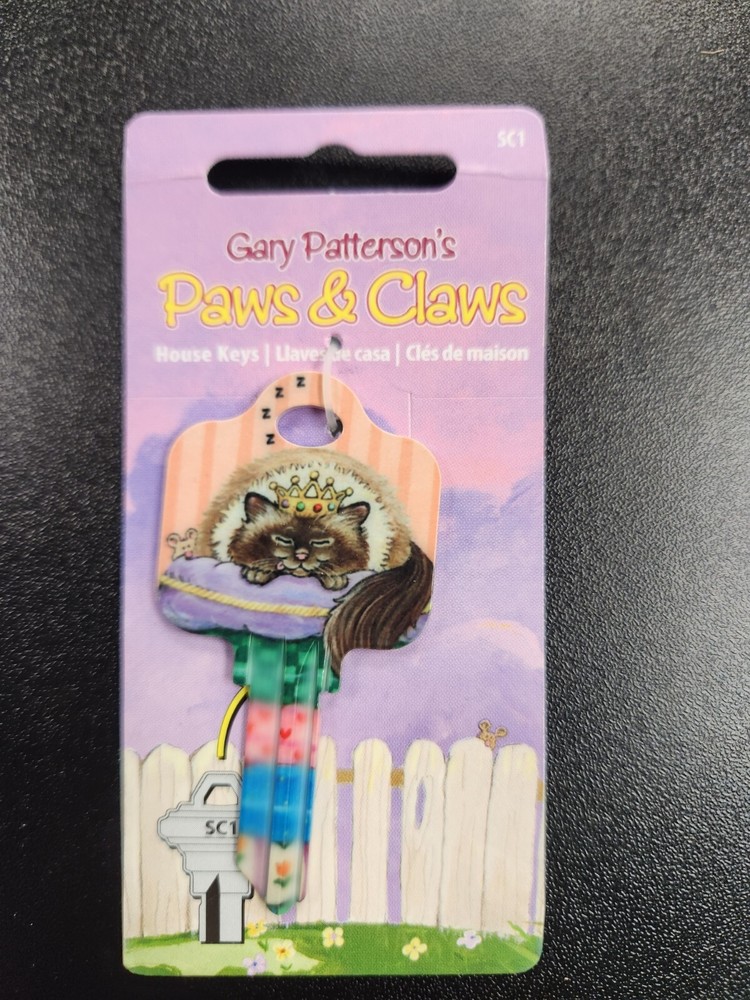 SC1
Gary Patterson's
Paws & Claws
House Keys | Llaves de casa | Clés de maison
z
z
z
z
SC1